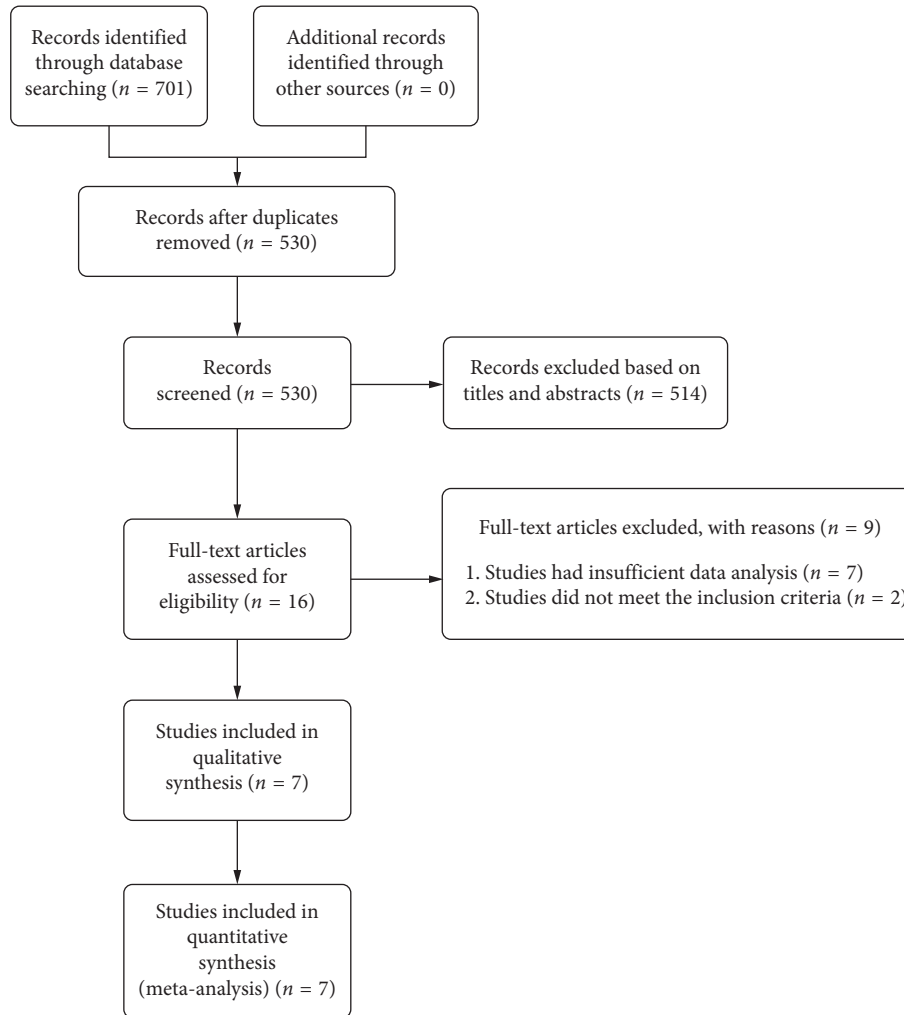 Records identified
through database
searching (n = 701)
Additional records
identified through
other sources (n = 0)
Records after duplicates
removed (n = 530)
Records
screened (n = 530)
Records excluded based on
titles and abstracts (n = 514)
Full-text articles
assessed for
eligibility (n = 16)
Full-text articles excluded, with reasons (n = 9)
1. Studies had insufficient data analysis (n = 7)
2. Studies did not meet the inclusion criteria (n = 2)
Studies included in
qualitative
synthesis (n = 7)
Studies included in
quantitative
synthesis
(meta-analysis) (n = 7)